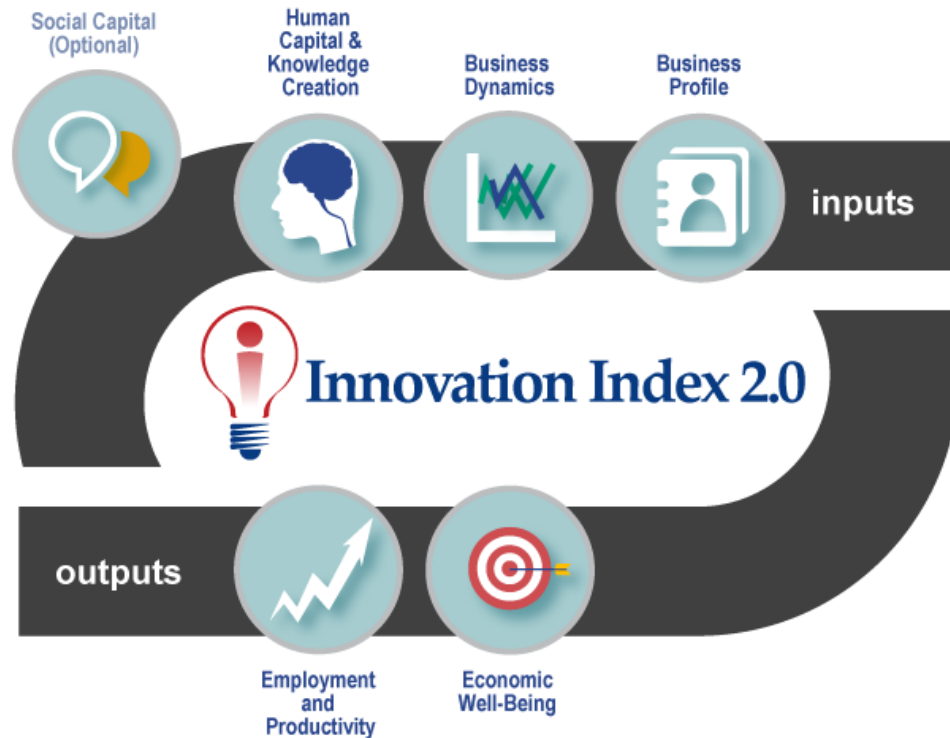 Social Capital
(Optional)
Human
Capital &
Knowledge
Creation
Business
Dynamics
Business
Profile
inputs
Innovation Index 2.0
outputs
Employment
and
Productivity
Economic
Well-Being